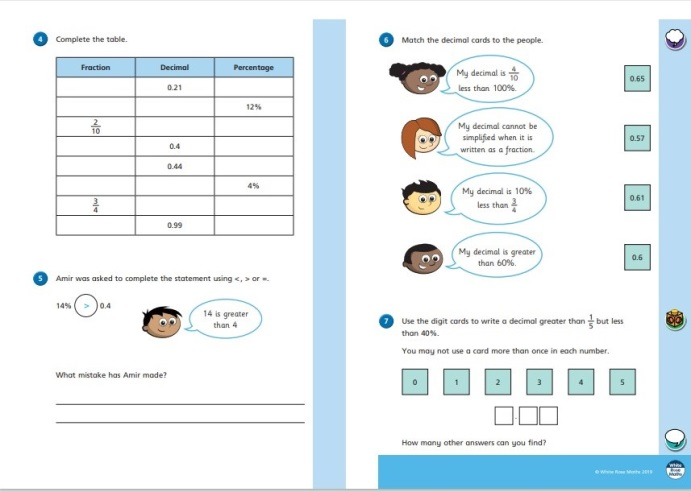 4 Complete the table.
Fraction Decimal Percentage
0.21
12%
2/10
0.4
0.44
4%
3/4
0.99
5 Amir was asked to complete the statement using <, > or =.
14% > 0.4
14 is greater
than 4
What mistake has Amir made?
6 Match the decimal cards to the people.
My decimal is 4/10
less than 100%.
0.65
My decimal cannot be
simplified when it is
written as a fraction.
0.57
My decimal is 10%
less than 3/4
0.61
My decimal is greater
than 60%.
0.6
7 Use the digit cards to write a decimal greater than 1/5 but less
than 40%.
You may not use a card more than once in each number.
0 1 2 3 4 5
.
How many other answers can you find?
© White Rose Maths 2019
White
Rose
Maths